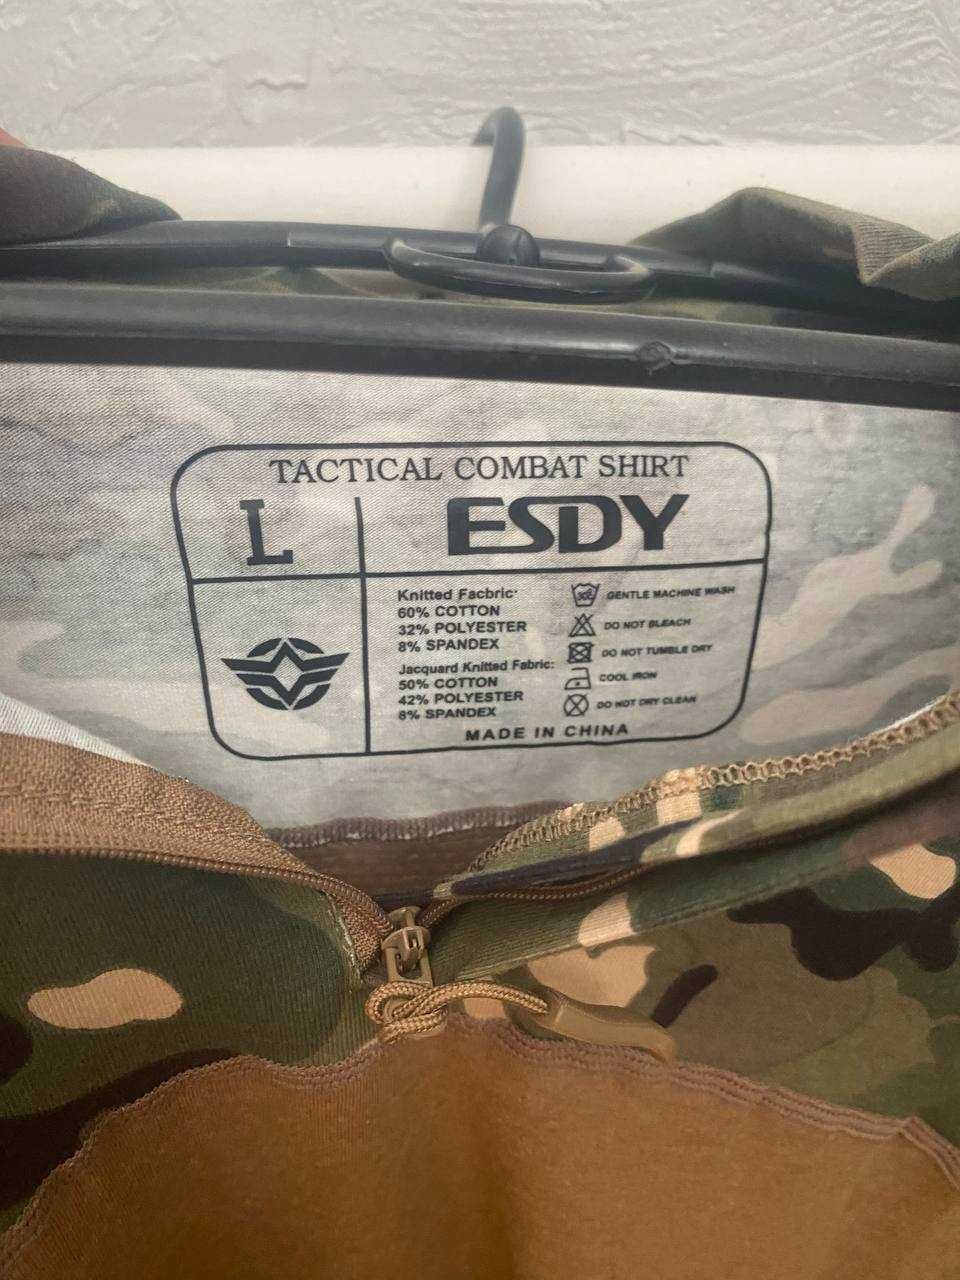 TACTICAL COMBAT SHIRT
L
ESDY
Knitted Facbric:
60% COTTON
32% POLYESTER
8% SPANDEX
Jacquard Knitted Fabric:
50% COTTON
42% POLYESTER
8% SPANDEX
GENTLE MACHINE WASH
DO NOT BLEACH
DO NOT TUMBLE DRY
COOL IRON
DO NOT DRY CLEAN
MADE IN CHINA